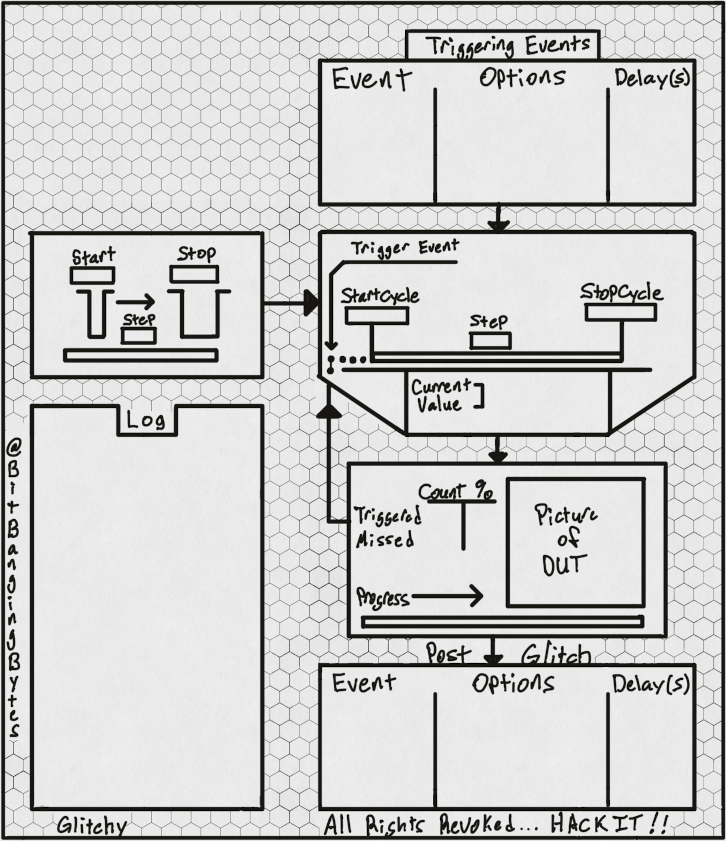 Triggering Events
Event Options Delay(s)
Trigger Event
Start Stop
Step
StartCycle StopCycle
Step
Current
Value
Log
Count %
Triggered
Missed
Picture
of
DUT
Progress
Post Glitch
Event Options Delay(s)
@BitBangingBytes
Glitchy
All Rights Revoked... HACK IT!!